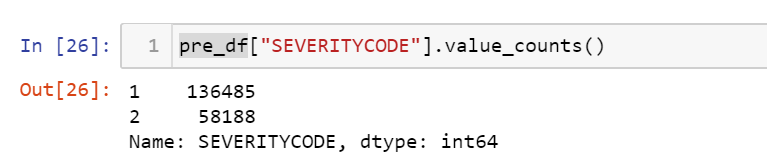 In [26]: 1 pre_df["SEVERITYCODE"].value_counts()
Out[26]: 1 136485
2 58188
Name: SEVERITYCODE, dtype: int64